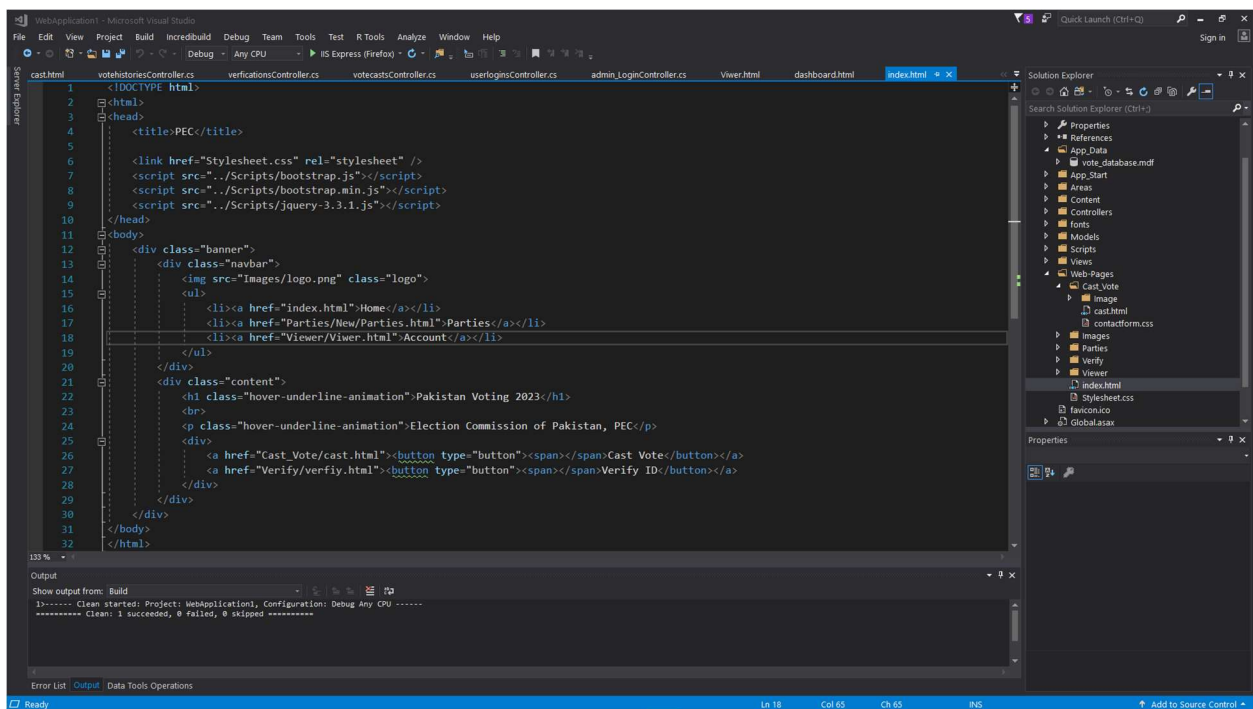 WebApplication1 - Microsoft Visual Studio
5
Quick Launch (Ctrl+Q)
File Edit View Project Build Incredibuild Debug Team Tools Test R Tools Analyze Window Help
Sign in
Debug Any CPU IIS Express (Firefox)
Server Explorer
cast.html votehistoriesController.cs verficationsController.cs votecastsController.cs userloginsController.cs admin_LoginController.cs Viwer.html dashboard.html index.html
1 <!DOCTYPE html>
2 <html>
3 <head>
4 <title>PEC</title>
5
6 <link href="Stylesheet.css" rel="stylesheet" />
7 <script src="../Scripts/bootstrap.js"></script>
8 <script src="../Scripts/bootstrap.min.js"></script>
9 <script src="../Scripts/jquery-3.3.1.js"></script>
10 </head>
11 <body>
12 <div class="banner">
13 <div class="navbar">
14 <img src="Images/logo.png" class="logo">
15 <ul>
16 <li><a href="index.html">Home</a></li>
17 <li><a href="Parties/New/Parties.html">Parties</a></li>
18 <li><a href="Viewer/Viwer.html">Account</a></li>
19 </ul>
20 </div>
21 <div class="content">
22 <h1 class="hover-underline-animation">Pakistan Voting 2023</h1>
23 <br>
24 <p class="hover-underline-animation">Election Commission of Pakistan, PEC</p>
25 <div>
26 <a href="Cast_Vote/cast.html"><button type="button"><span></span>Cast Vote</button></a>
27 <a href="Verify/verfiy.html"><button type="button"><span></span>Verify ID</button></a>
28 </div>
29 </div>
30 </div>
31 </body>
32 </html>
133 %
Output
Show output from: Build
1>------ Clean started: Project: WebApplication1, Configuration: Debug Any CPU ------
========== Clean: 1 succeeded, 0 failed, 0 skipped ==========
Error List Output Data Tools Operations
Solution Explorer
Search Solution Explorer (Ctrl+;)
Properties
References
App_Data
vote_database.mdf
App_Start
Areas
Content
Controllers
fonts
Models
Scripts
Views
Web-Pages
Cast_Vote
image
cast.html
contactform.css
Images
Parties
Verify
Viewer
index.html
Stylesheet.css
favicon.ico
Global.asax
Properties
Ready Ln 18 Col 65 Ch 65 INS Add to Source Control